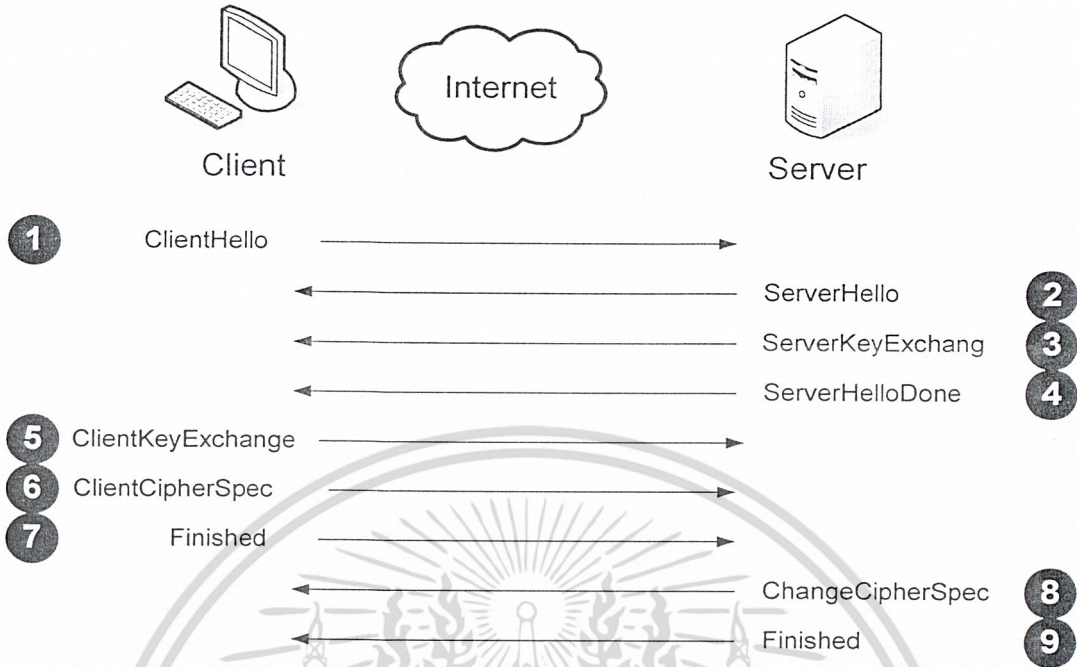 Internet
Client
Server
1 ClientHello
ServerHello 2
ServerKeyExchang 3
ServerHelloDone 4
5 ClientKeyExchange
6 ClientCipherSpec
7 Finished
ChangeCipherSpec 8
Finished 9